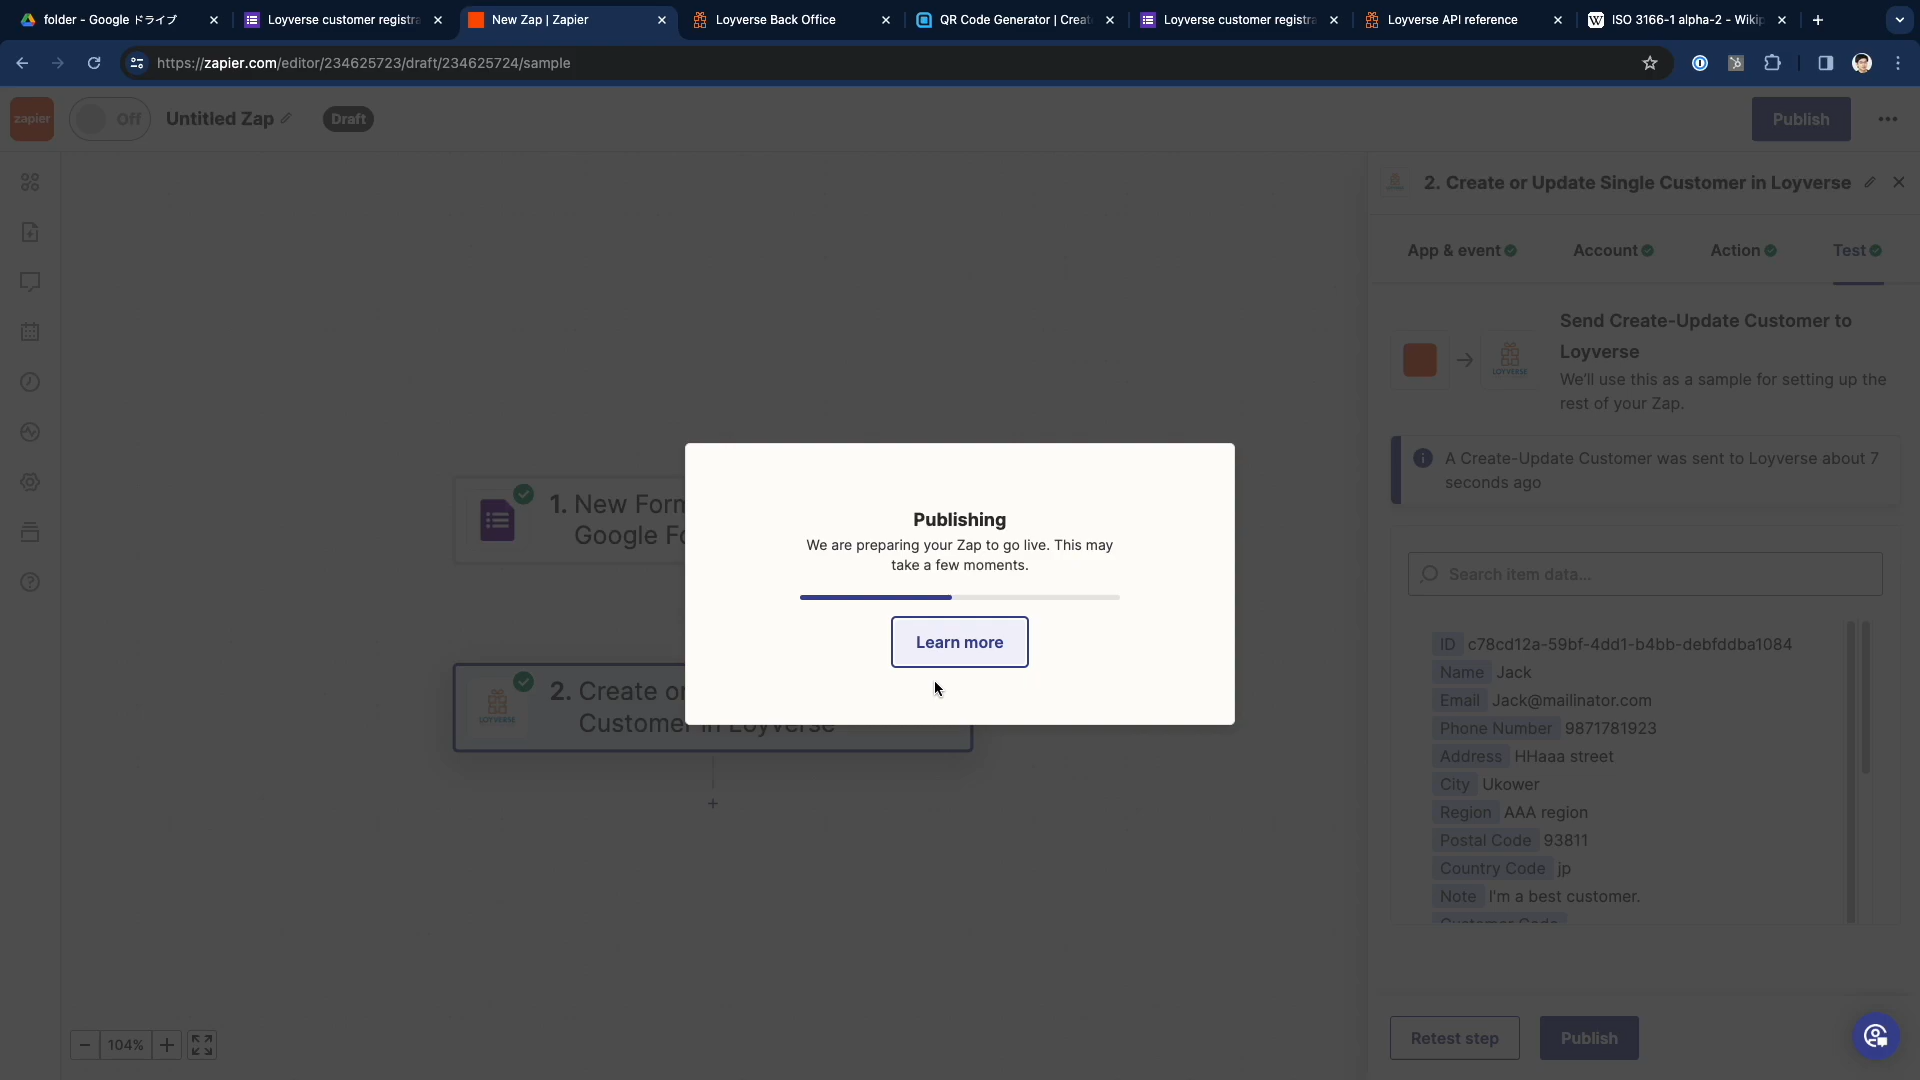 folder - Google ドライブ
Loyverse customer registra
New Zap | Zapier
Loyverse Back Office
QR Code Generator | Creat
Loyverse customer registra
Loyverse API reference
ISO 3166-1 alpha-2 - Wikip
https://zapier.com/editor/234625723/draft/234625724/sample
zapier
Off
Untitled Zap
Draft
Publish
2. Create or Update Single Customer in Loyverse
App & event
Account
Action
Test
Send Create-Update Customer to
Loyverse
We'll use this as a sample for setting up the
rest of your Zap.
LOYVERSE
A Create-Update Customer was sent to Loyverse about 7
seconds ago
1. New Form
Google Fo
Publishing
We are preparing your Zap to go live. This may
take a few moments.
Learn more
LOYVERSE
2. Create or
Customer in Loyverse
Search item data...
ID c78cd12a-59bf-4dd1-b4bb-debfddba1084
Name Jack
Email Jack@mailinator.com
Phone Number 9871781923
Address HHaaa street
City Ukower
Region AAA region
Postal Code 93811
Country Code jp
Note I'm a best customer.
Customer Code
104%
Retest step
Publish